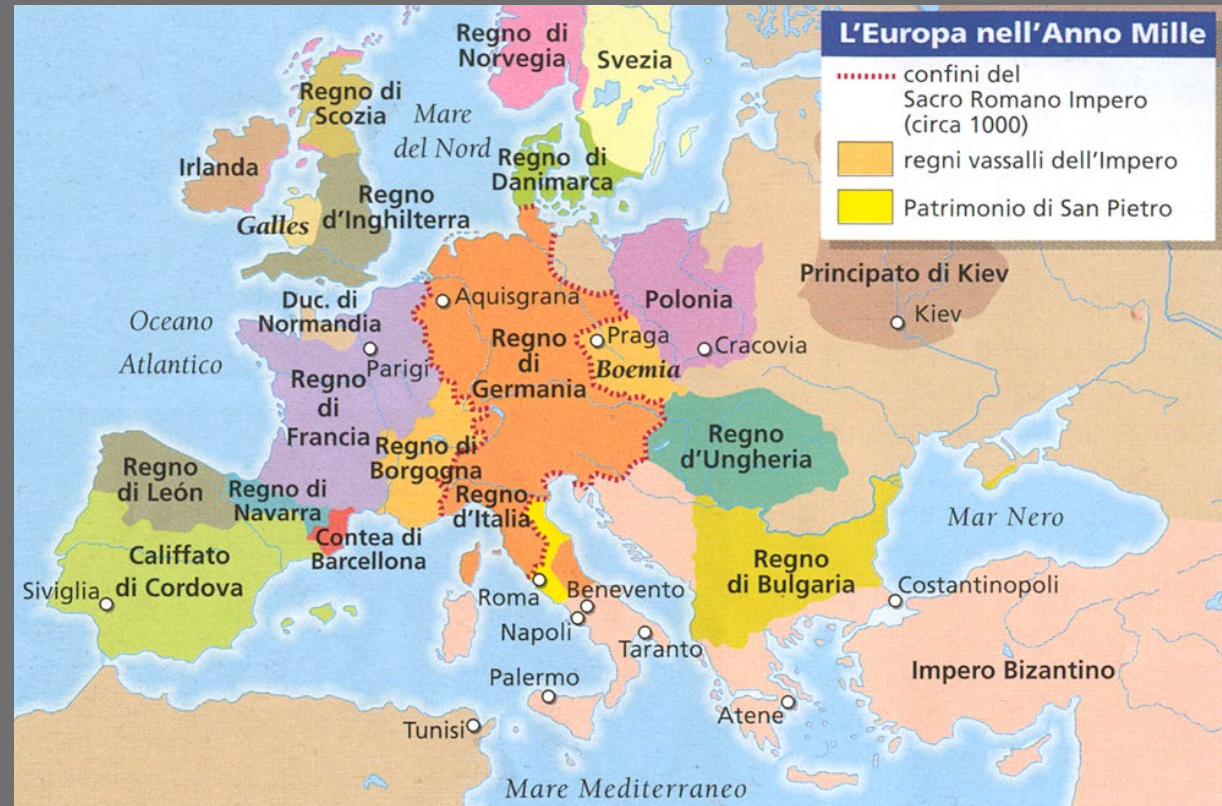 L'Europa nell'Anno Mille
confini del
Sacro Romano Impero
(circa 1000)
regni vassalli dell'Impero
Patrimonio di San Pietro
Regno di
Norvegia
Svezia
Regno di
Scozia
Mare
del Nord
Irlanda
Regno di
Danimarca
Regno
d'Inghilterra
Galles
Principato di Kiev
Kiev
Duc. di
Normandia
Aquisgrana
Polonia
Oceano
Atlantico
Parigi
Regno
di
Germania
Praga
Boemia
Cracovia
Regno
di
Francia
Regno di
Borgogna
Regno
d'Ungheria
Regno
di León
Regno di
Navarra
Regno
d'Italia
Mar Nero
Contea di
Barcellona
Califfato
di Cordova
Siviglia
Regno
di Bulgaria
Costantinopoli
Roma
Benevento
Napoli
Taranto
Impero Bizantino
Palermo
Atene
Tunisi
Mare Mediterraneo